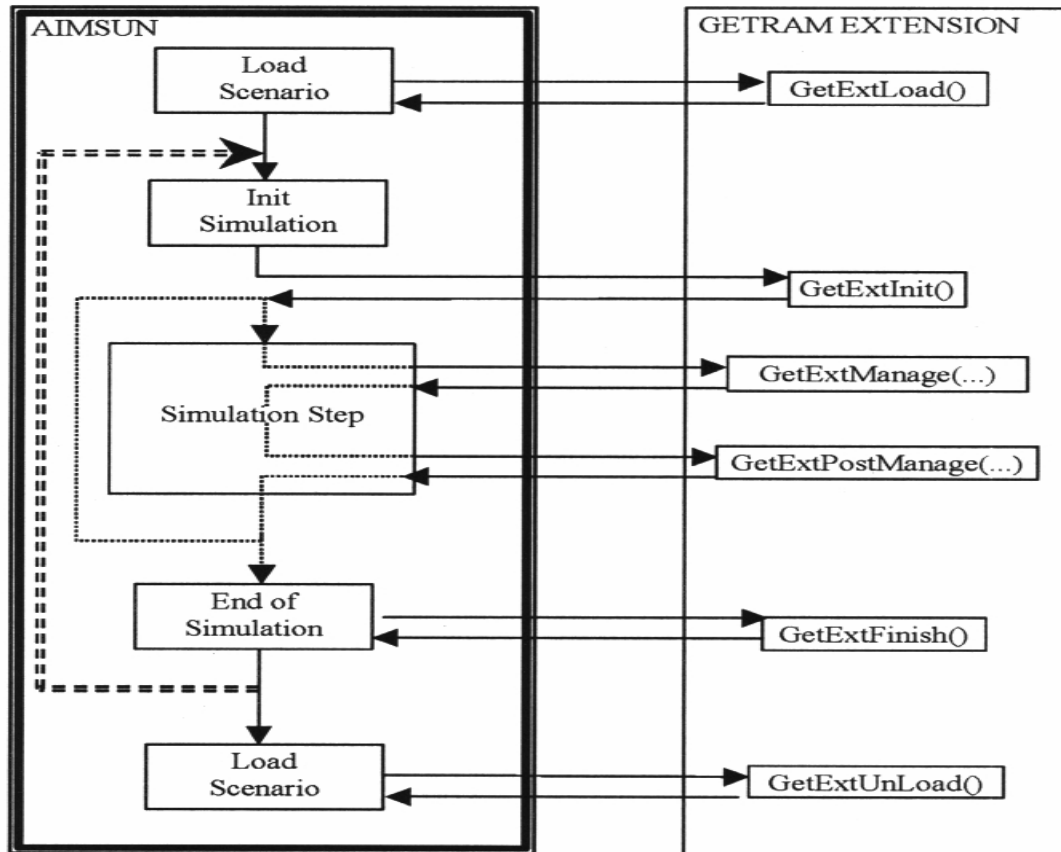 AIMSUN
GETRAM EXTENSION
Load
Scenario
GetExtLoad()
Init
Simulation
GetExtInit()
GetExtManage(...)
Simulation Step
GetExtPostManage(...)
End of
Simulation
GetExtFinish()
Load
Scenario
GetExtUnLoad()